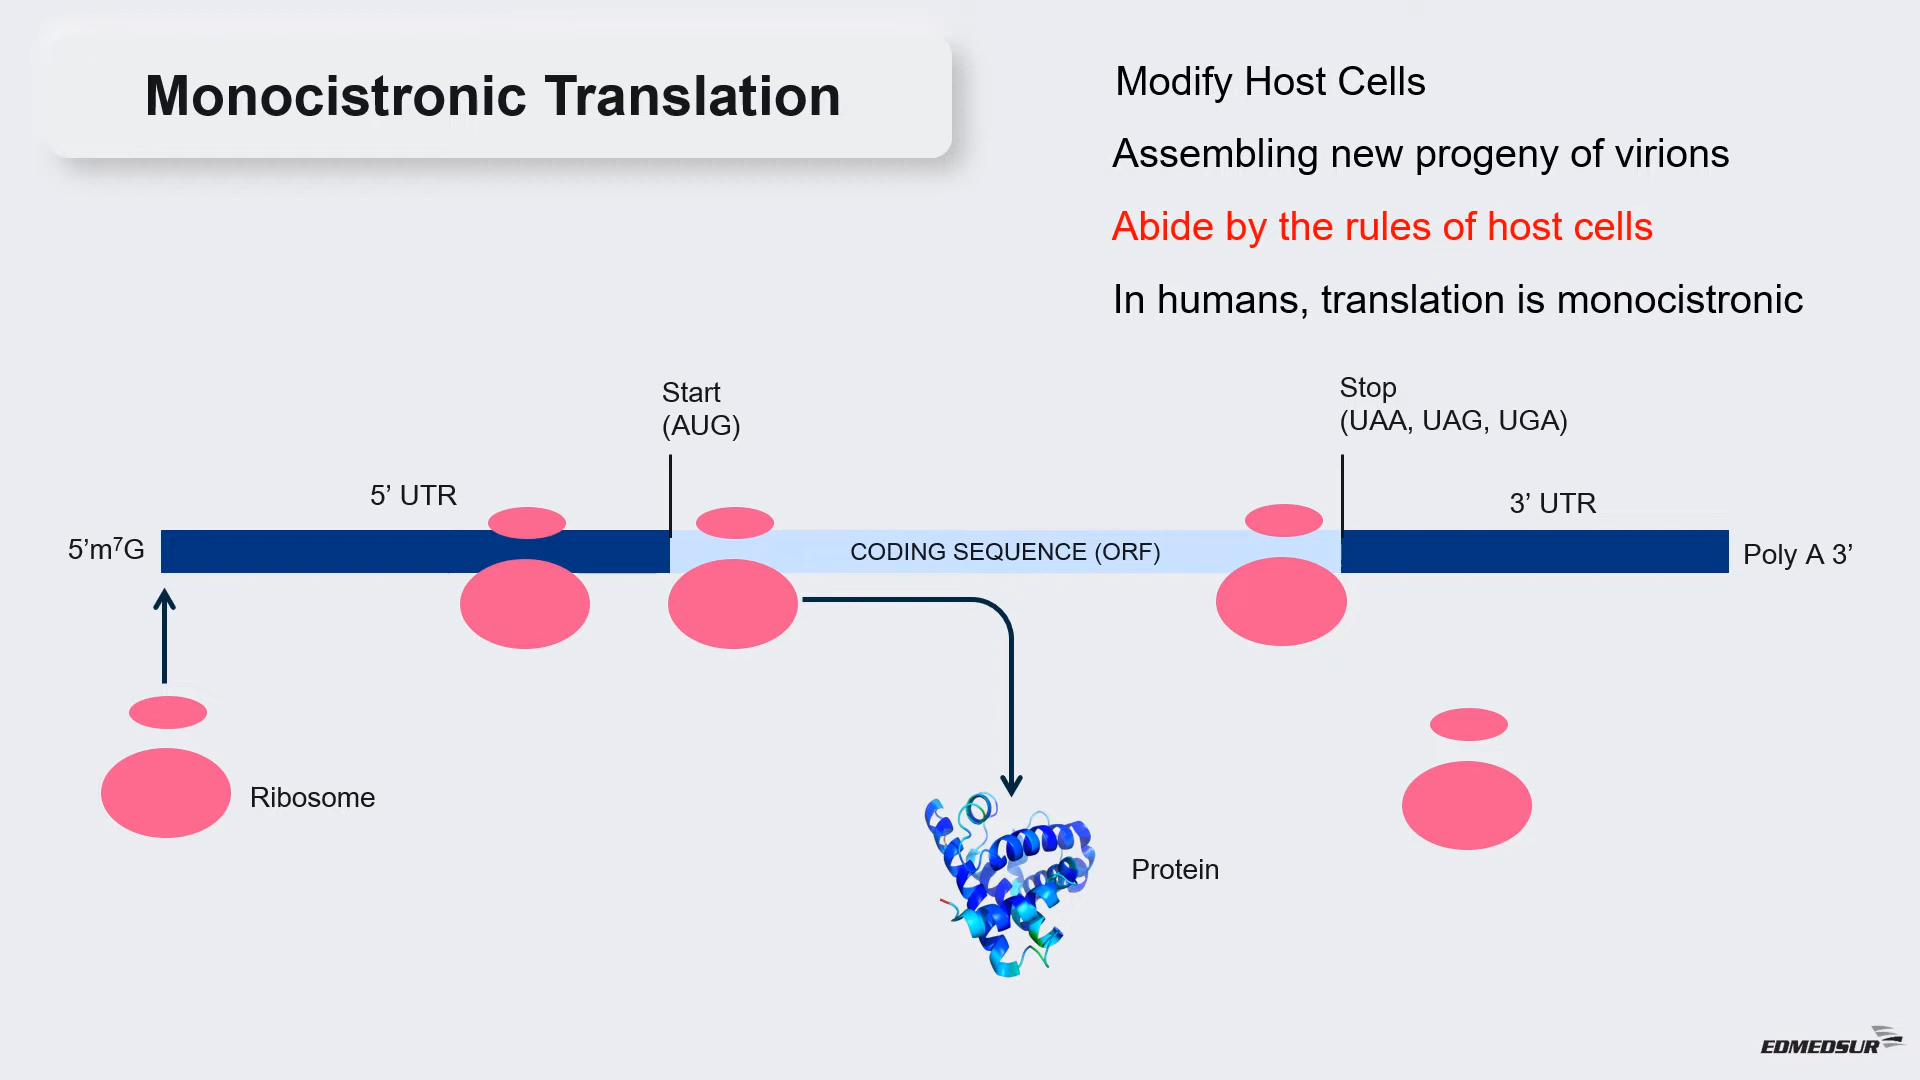 Monocistronic Translation
Modify Host Cells
Assembling new progeny of virions
Abide by the rules of host cells
In humans, translation is monocistronic
Start
(AUG)
Stop
(UAA, UAG, UGA)
5’ UTR
3’ UTR
5’m⁷G
CODING SEQUENCE (ORF)
Poly A 3’
Ribosome
Protein
EDMEDSUR